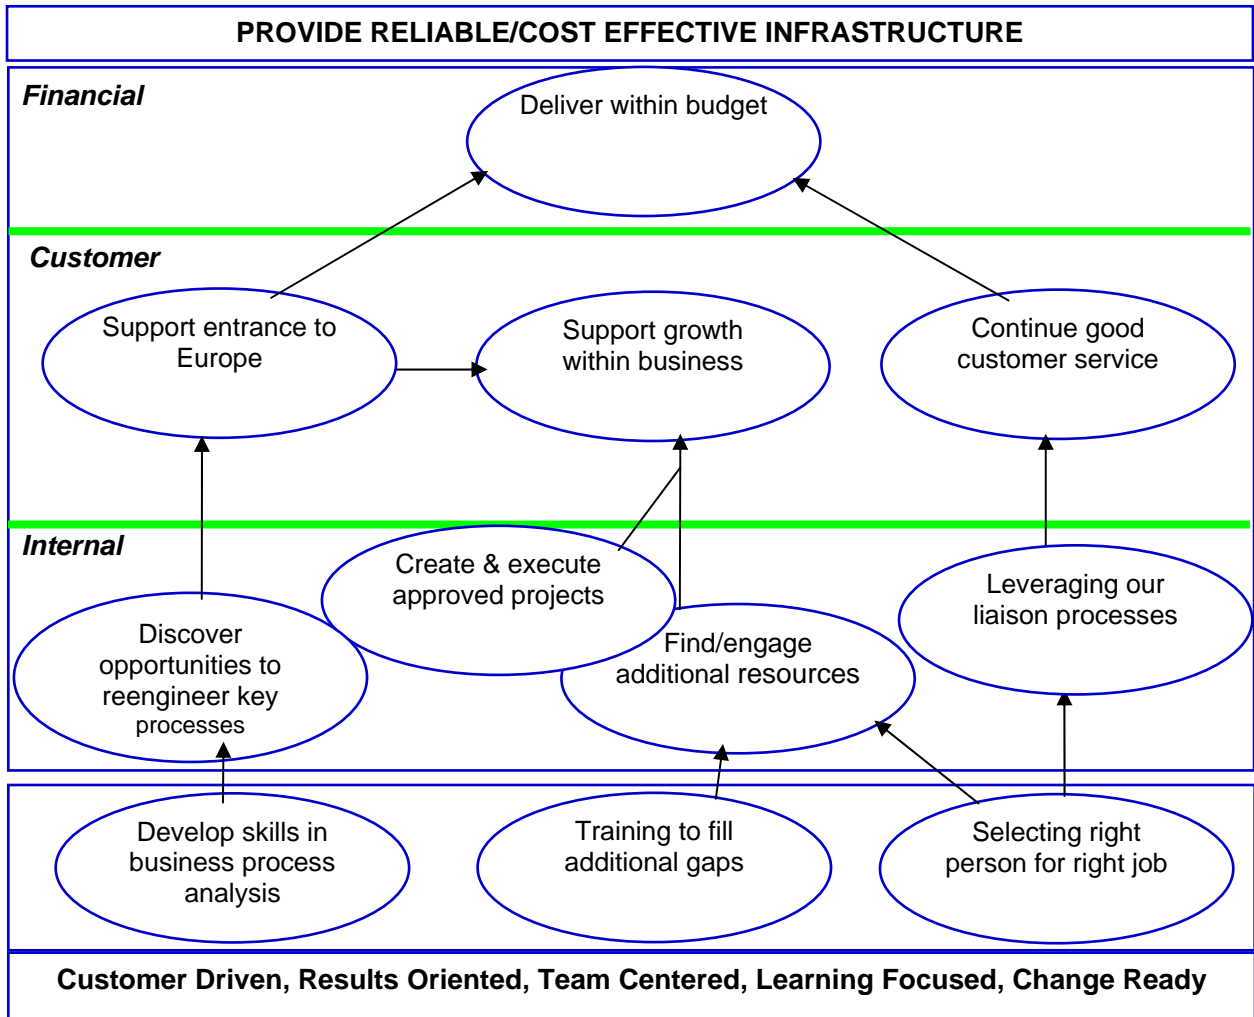 PROVIDE RELIABLE/COST EFFECTIVE INFRASTRUCTURE
Financial
Deliver within budget
Customer
Support entrance to
Europe
Support growth
within business
Continue good
customer service
Internal
Create & execute
approved projects
Leveraging our
liaison processes
Discover
opportunities to
reengineer key
processes
Find/engage
additional resources
Develop skills in
business process
analysis
Training to fill
additional gaps
Selecting right
person for right job
Customer Driven, Results Oriented, Team Centered, Learning Focused, Change Ready